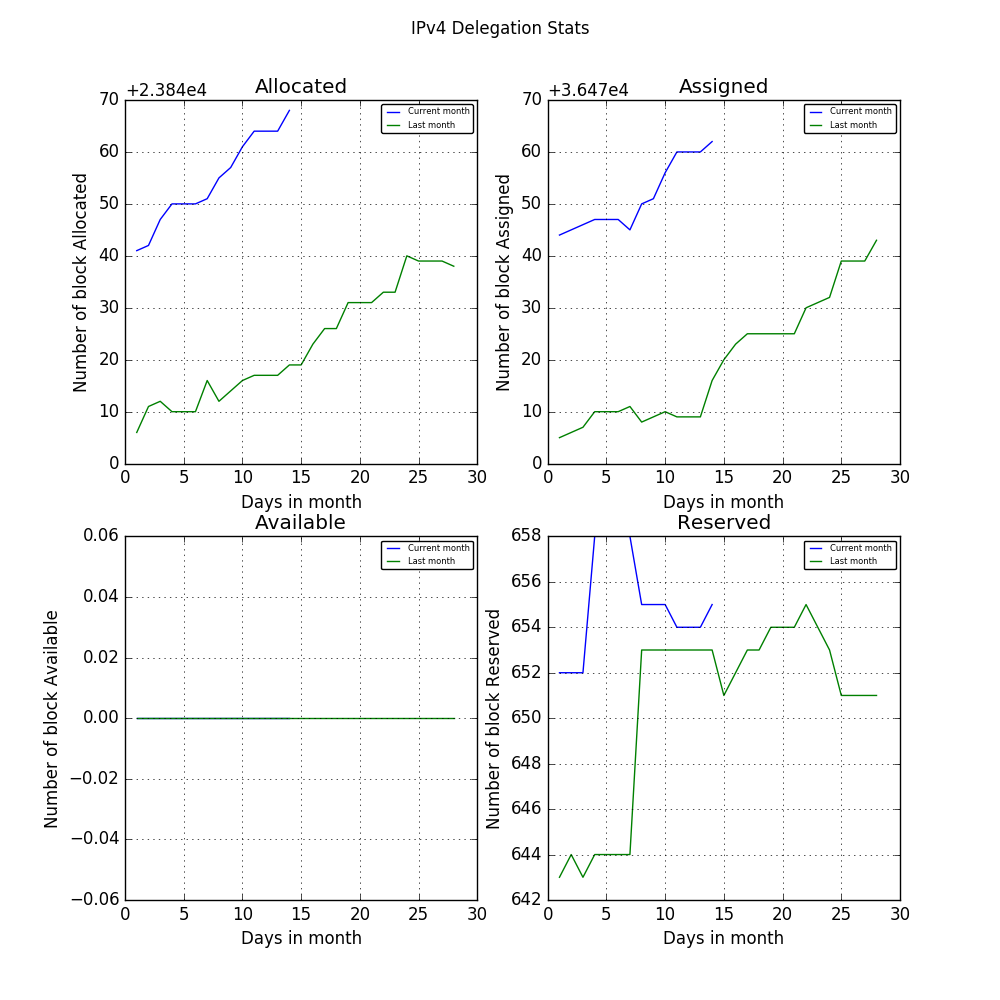 IPv4 Delegation Stats
Allocated
+2.384e4
Current month
Last month
Number of block Allocated
70
60
50
40
30
20
10
0
0 5 10 15 20 25 30
Days in month
Assigned
+3.647e4
Current month
Last month
Number of block Assigned
70
60
50
40
30
20
10
0
0 5 10 15 20 25 30
Days in month
Available
Current month
Last month
Number of block Available
0.06
0.04
0.02
0.00
−0.02
−0.04
−0.06
0 5 10 15 20 25 30
Days in month
Reserved
Current month
Last month
Number of block Reserved
658
656
654
652
650
648
646
644
642
0 5 10 15 20 25 30
Days in month